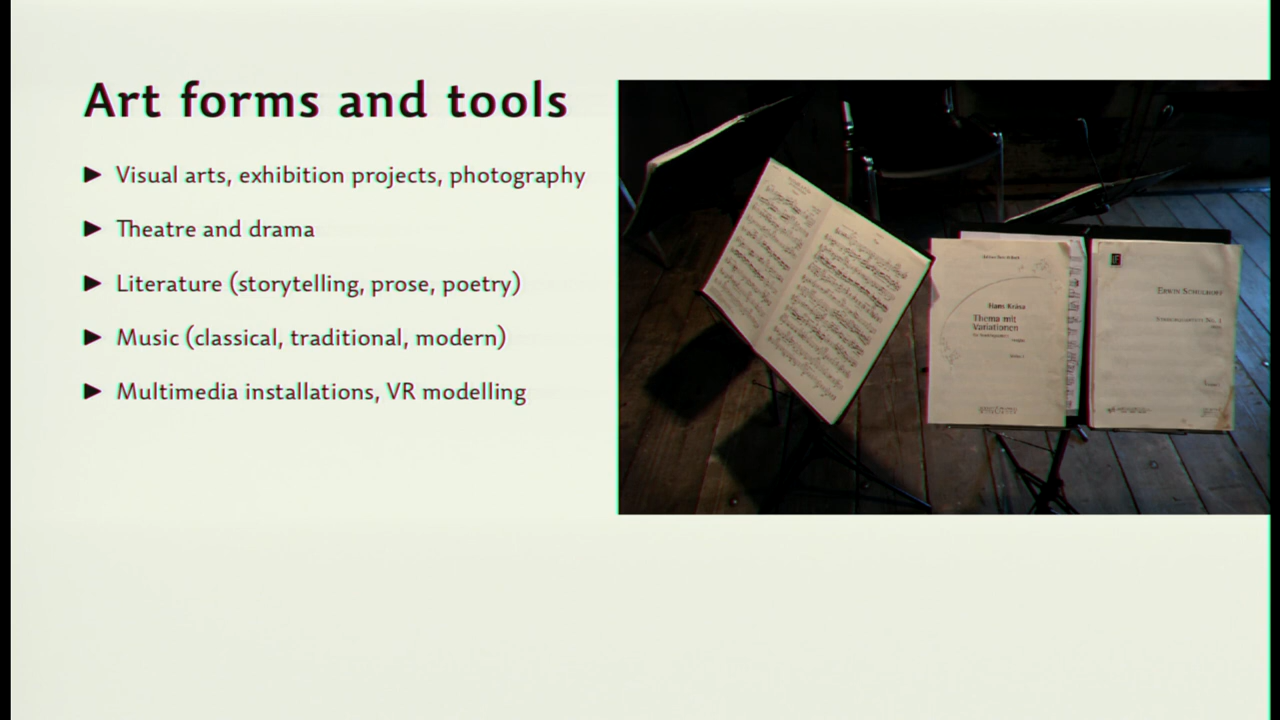 Art forms and tools
Visual arts, exhibition projects, photography
Theatre and drama
Literature (storytelling, prose, poetry)
Music (classical, traditional, modern)
Multimedia installations, VR modelling
Hans Krása
Thema mit
Variationen
Erwin Schulhoff